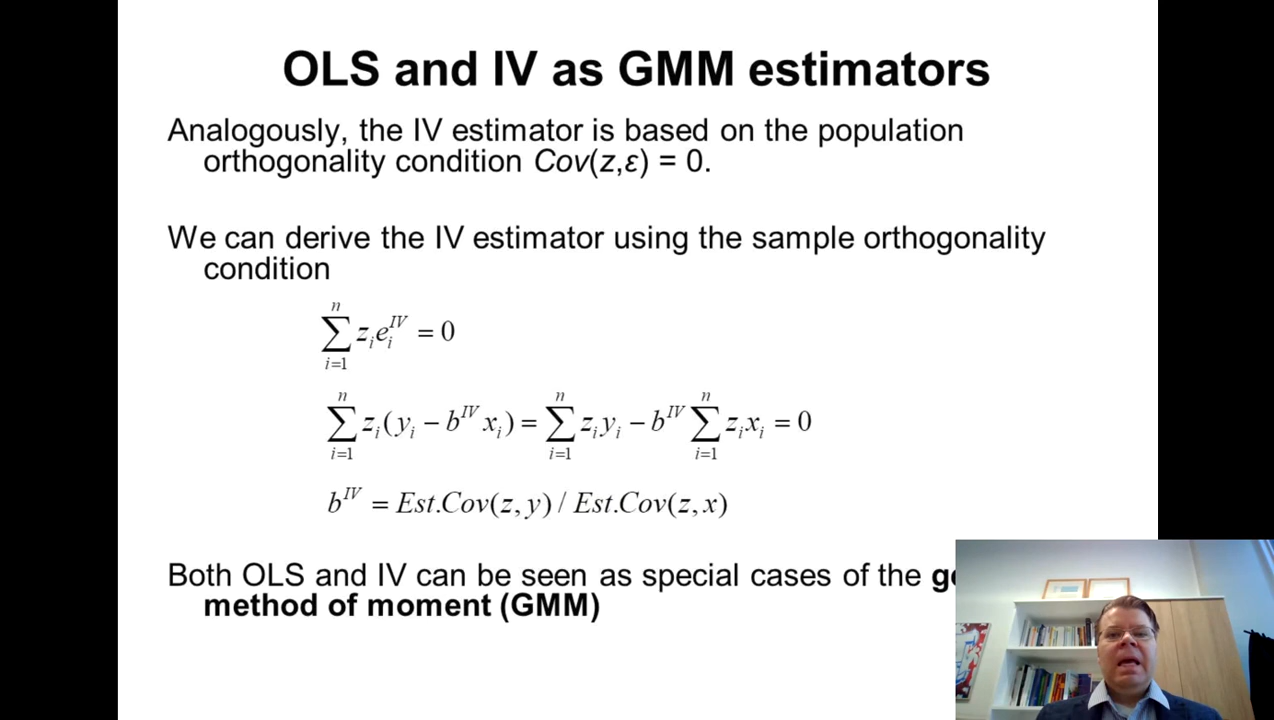 OLS and IV as GMM estimators
Analogously, the IV estimator is based on the population
orthogonality condition Cov(z,ε) = 0.
We can derive the IV estimator using the sample orthogonality
condition
∑_{i=1}^{n} z_i e_i^{IV} = 0
∑_{i=1}^{n} z_i (y_i − b^{IV} x_i) = ∑_{i=1}^{n} z_i y_i − b^{IV} ∑_{i=1}^{n} z_i x_i = 0
b^{IV} = Est.Cov(z, y) / Est.Cov(z, x)
Both OLS and IV can be seen as special cases of the
method of moment (GMM)